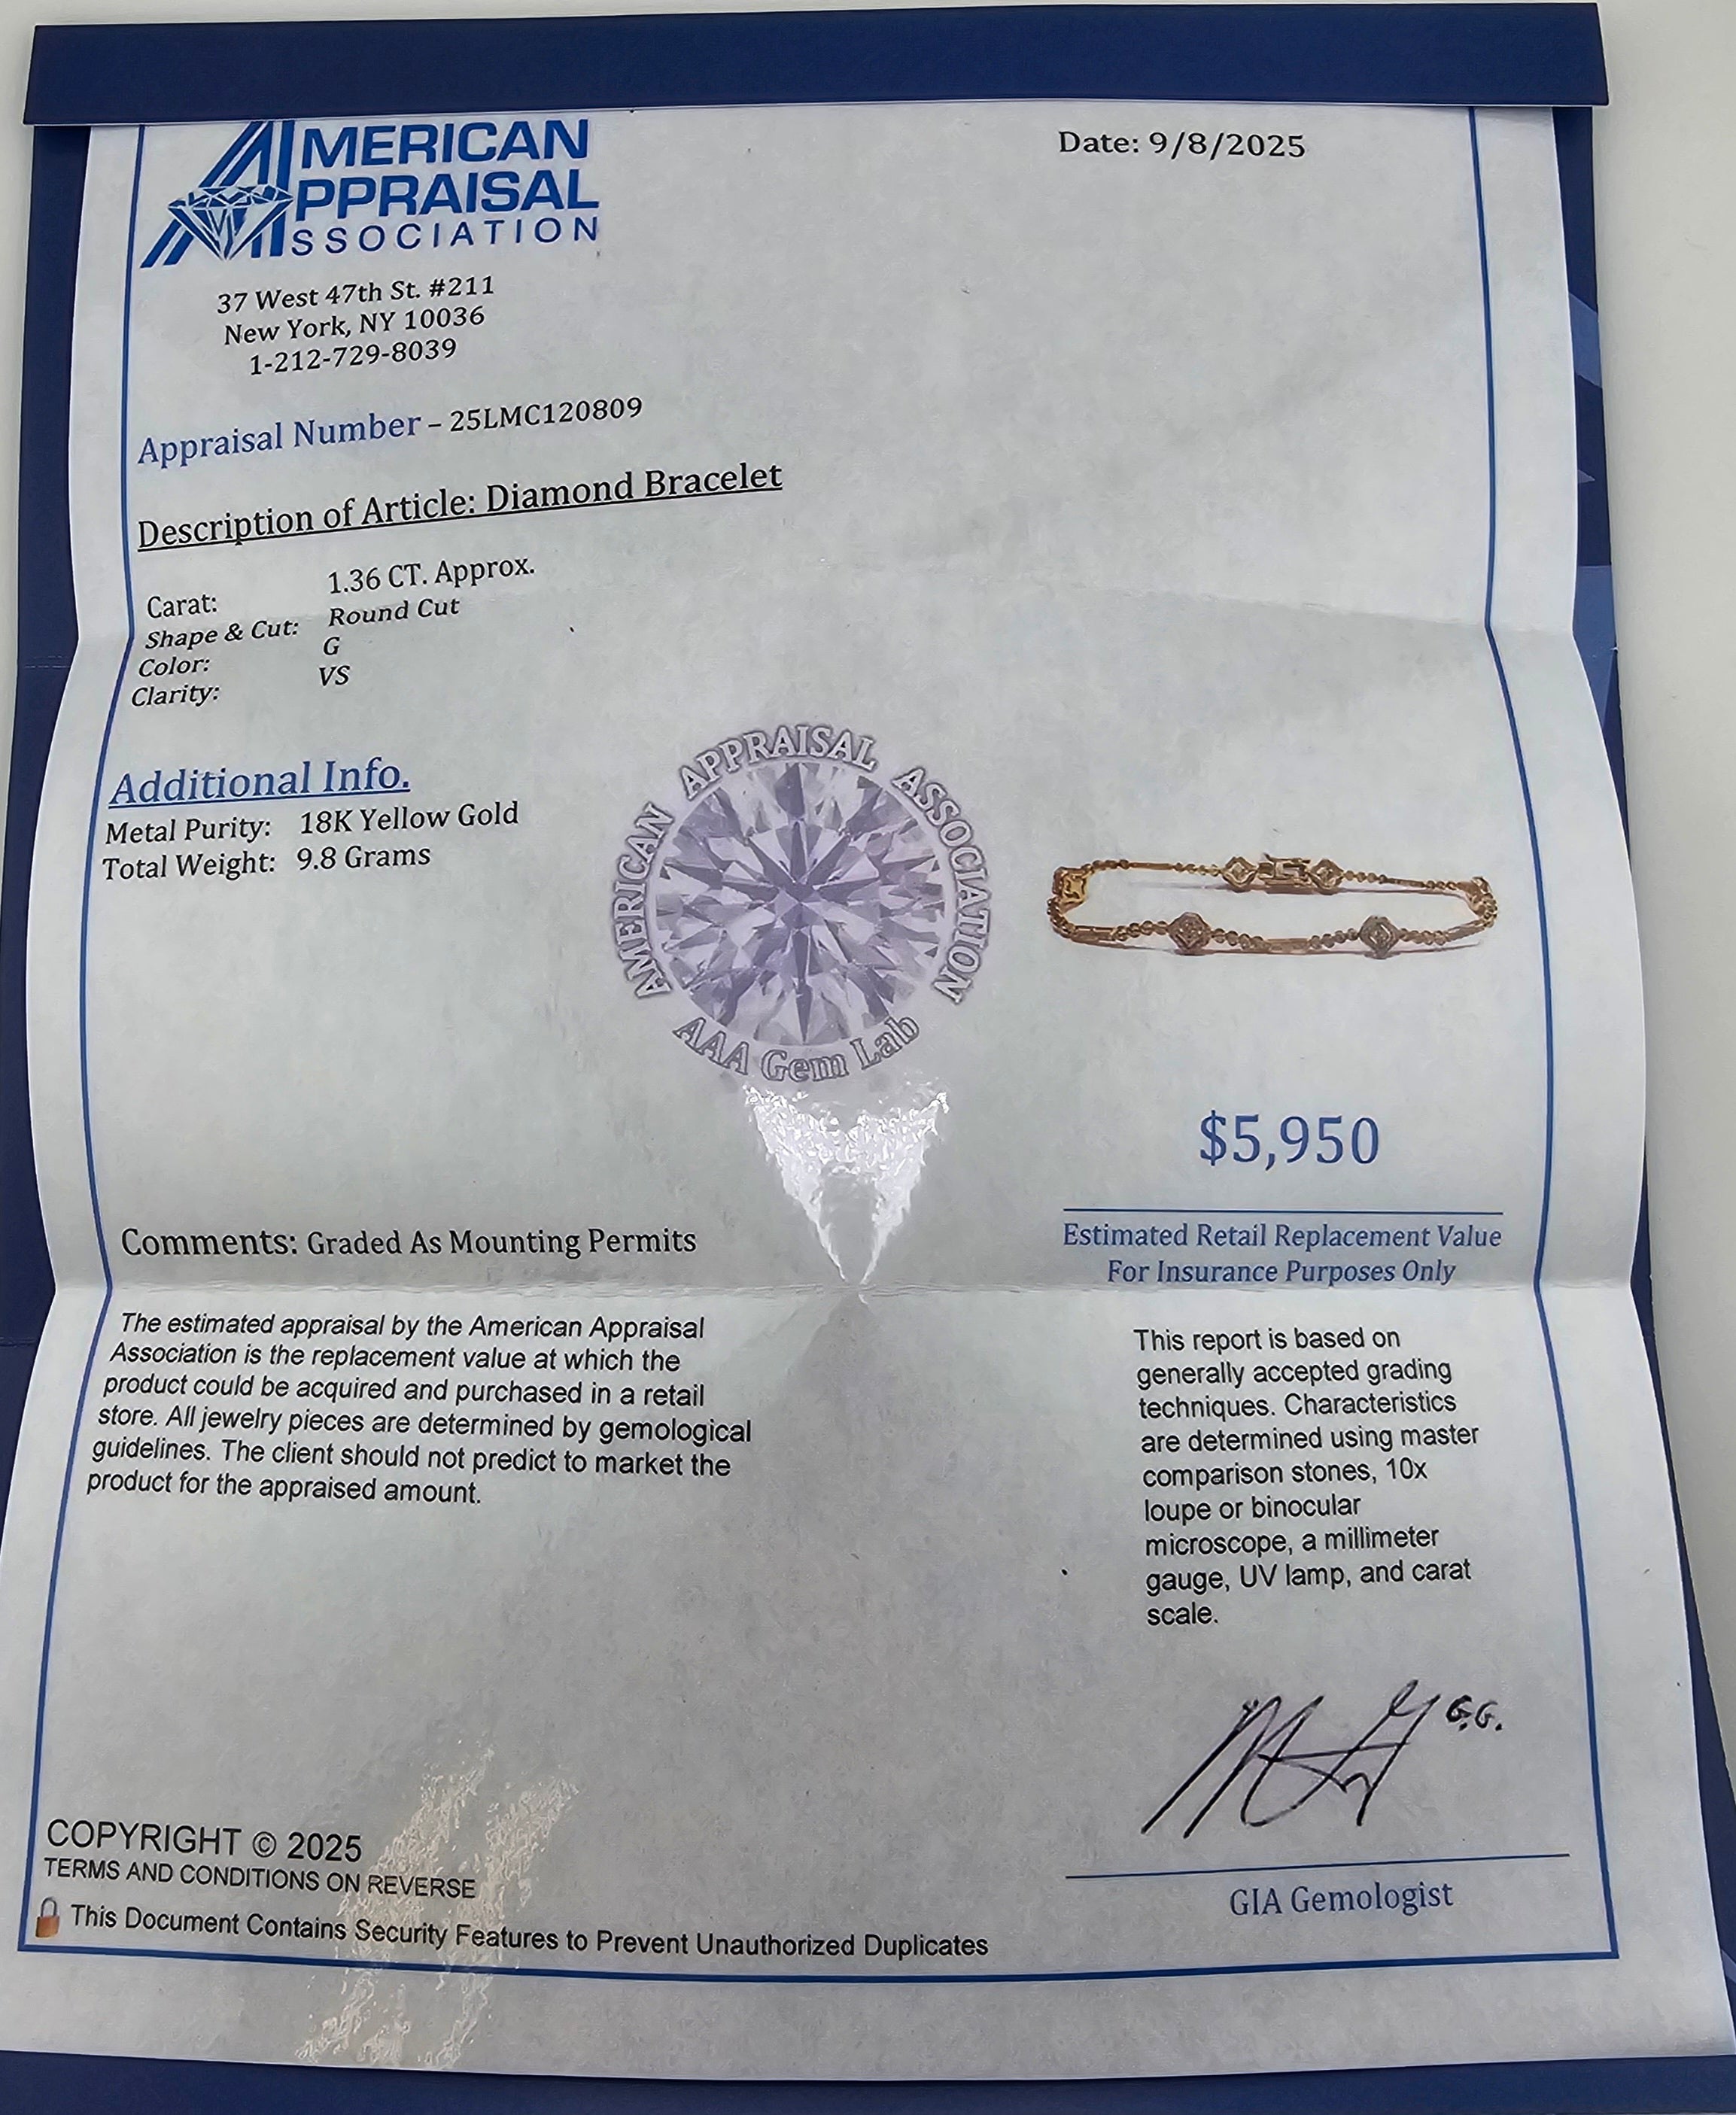 AMERICAN
APPRAISAL
ASSOCIATION
Date: 9/8/2025
37 West 47th St. #211
New York, NY 10036
1-212-729-8039
Appraisal Number – 25LMC120809
Description of Article: Diamond Bracelet
Carat: 1.36 CT. Approx.
Shape & Cut: Round Cut
Color: G
Clarity: VS
Additional Info.
Metal Purity: 18K Yellow Gold
Total Weight: 9.8 Grams
AMERICAN APPRAISAL ASSOCIATION
AAA Gem Lab
$5,950
Estimated Retail Replacement Value
For Insurance Purposes Only
Comments: Graded As Mounting Permits
The estimated appraisal by the American Appraisal
Association is the replacement value at which the
product could be acquired and purchased in a retail
store. All jewelry pieces are determined by gemological
guidelines. The client should not predict to market the
product for the appraised amount.
This report is based on
generally accepted grading
techniques. Characteristics
are determined using master
comparison stones, 10x
loupe or binocular
microscope, a millimeter
gauge, UV lamp, and carat
scale.
G.G.
GIA Gemologist
COPYRIGHT © 2025
TERMS AND CONDITIONS ON REVERSE
This Document Contains Security Features to Prevent Unauthorized Duplicates